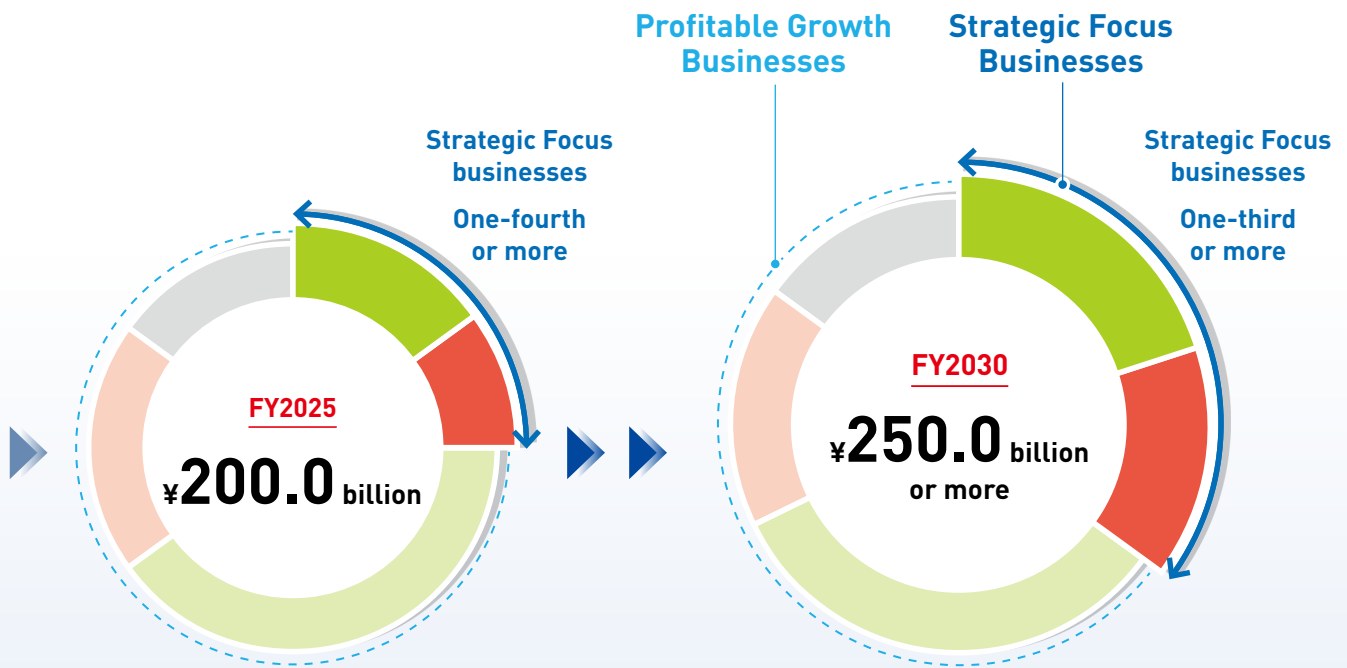 Profitable Growth
Businesses
Strategic Focus
Businesses
Strategic Focus
businesses
One-fourth
or more
Strategic Focus
businesses
One-third
or more
FY2025
¥200.0 billion
FY2030
¥250.0 billion
or more